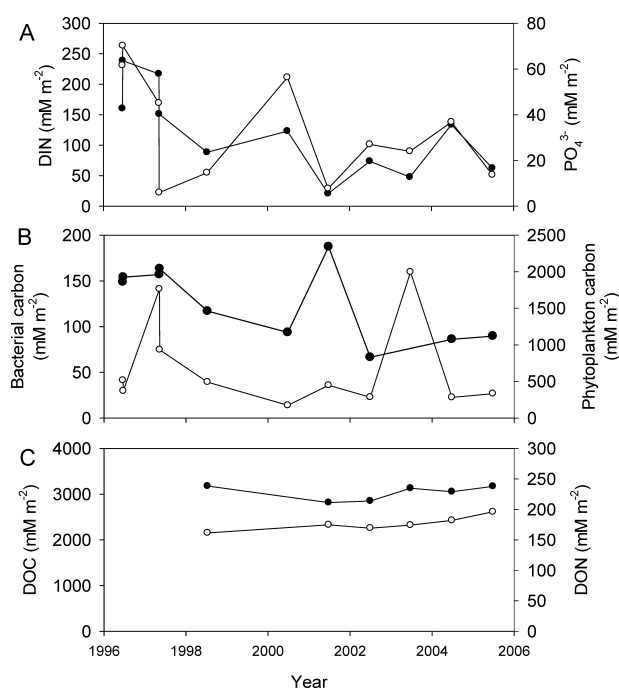 A
300
250
200
150
100
50
0
DIN (mM m-2)
80
60
40
20
0
PO43- (mM m-2)
B
200
150
100
50
0
Bacterial carbon
(mM m-2)
2500
2000
1500
1000
500
0
Phytoplankton carbon
(mM m-2)
C
4000
3000
2000
1000
0
DOC (mM m-2)
300
250
200
150
100
50
0
DON (mM m-2)
1996 1998 2000 2002 2004 2006
Year